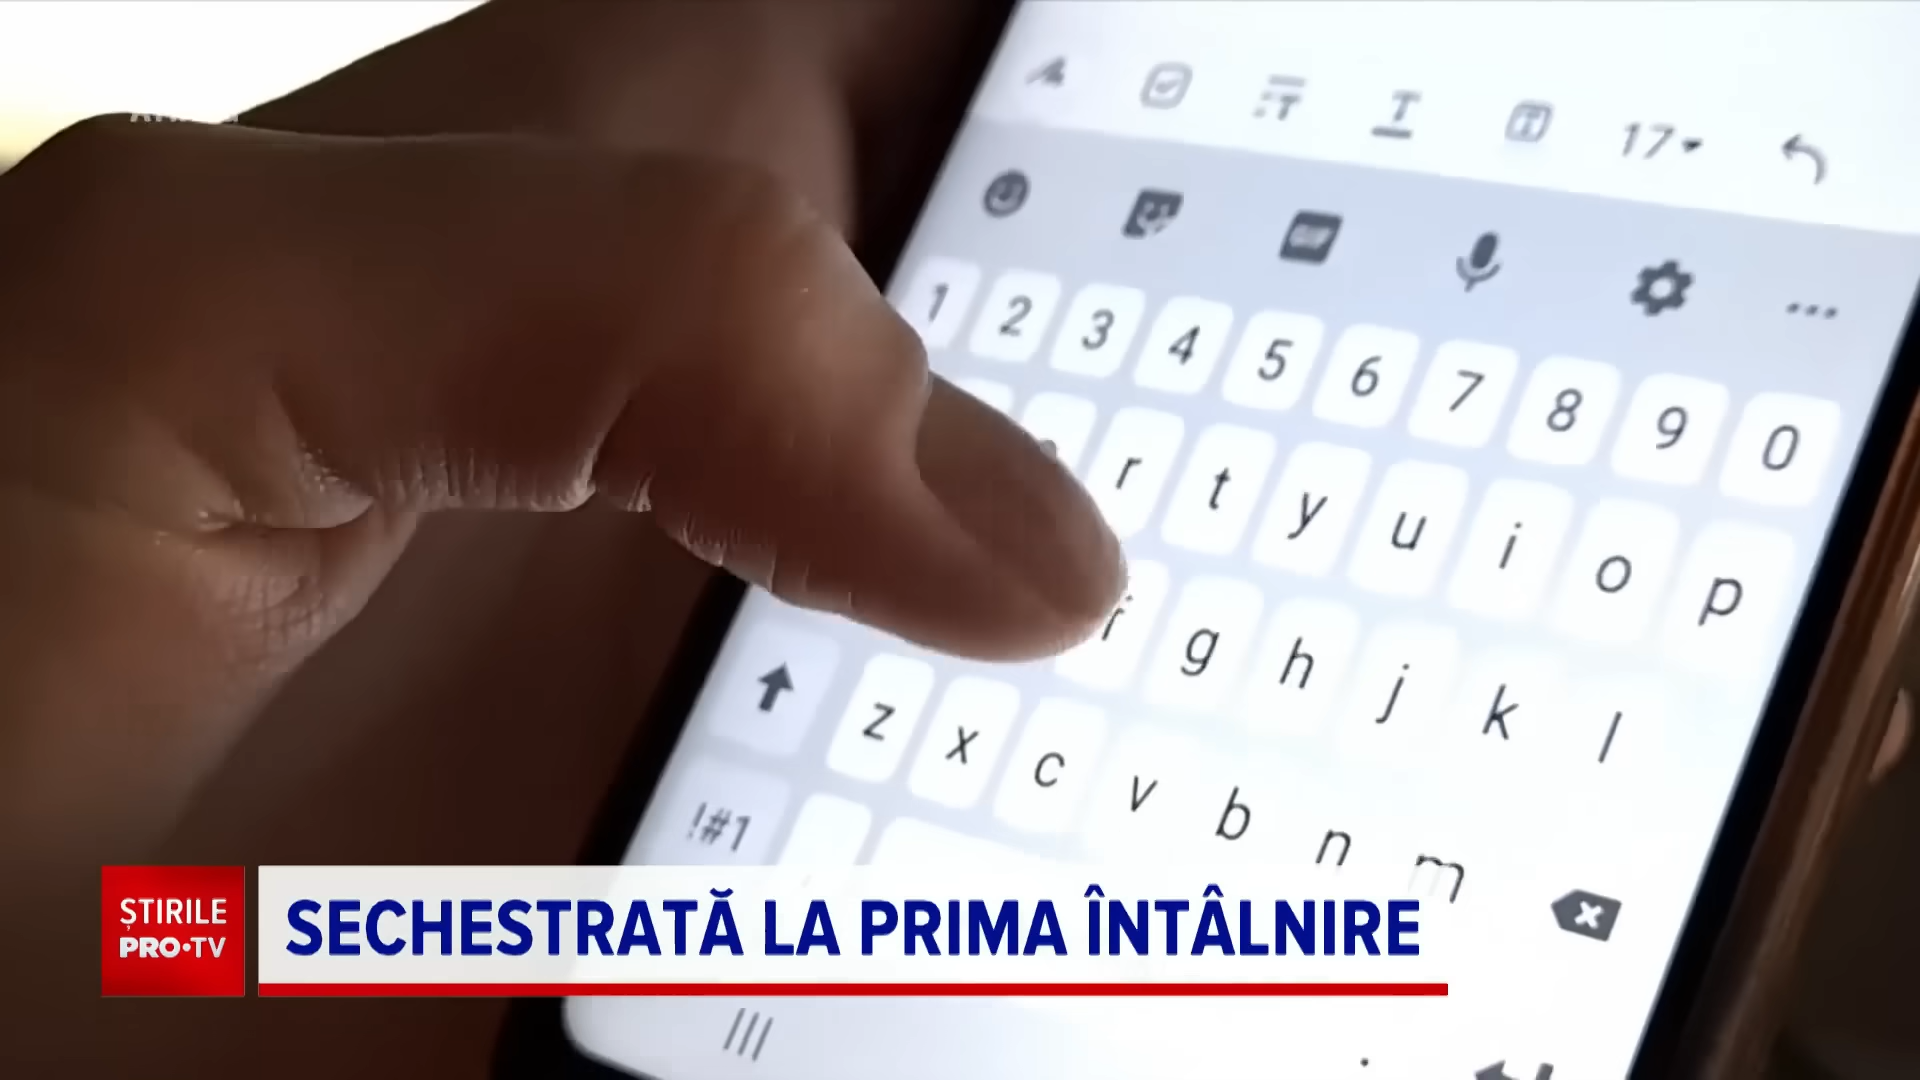 17
GIF
1 2 3 4 5 6 7 8 9 0
r t y u i o p
g h j k l
z x c v b n m
!#1
ȘTIRILE
PRO•TV
SECHESTRATĂ LA PRIMA ÎNTÂLNIRE